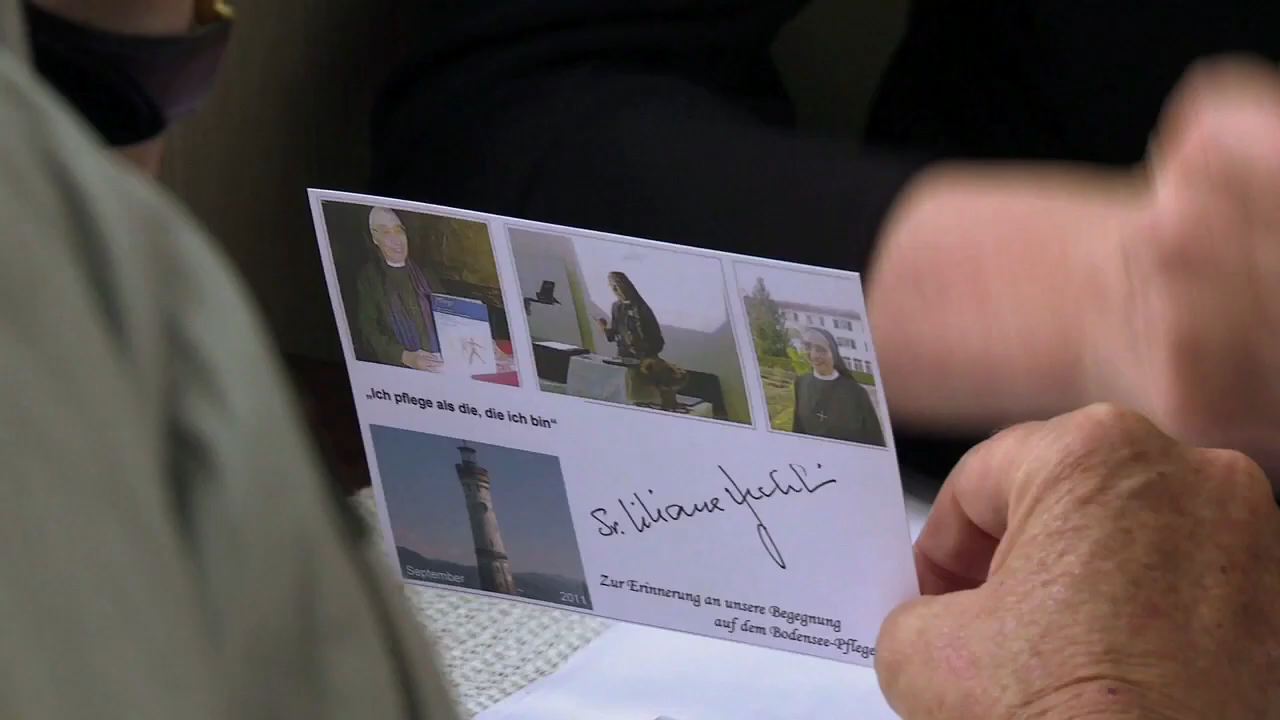 „Ich pflege als die, die ich bin“
Sr. Liliane
September
2011
Zur Erinnerung an unsere Begegnung
auf dem Bodensee-Pflege